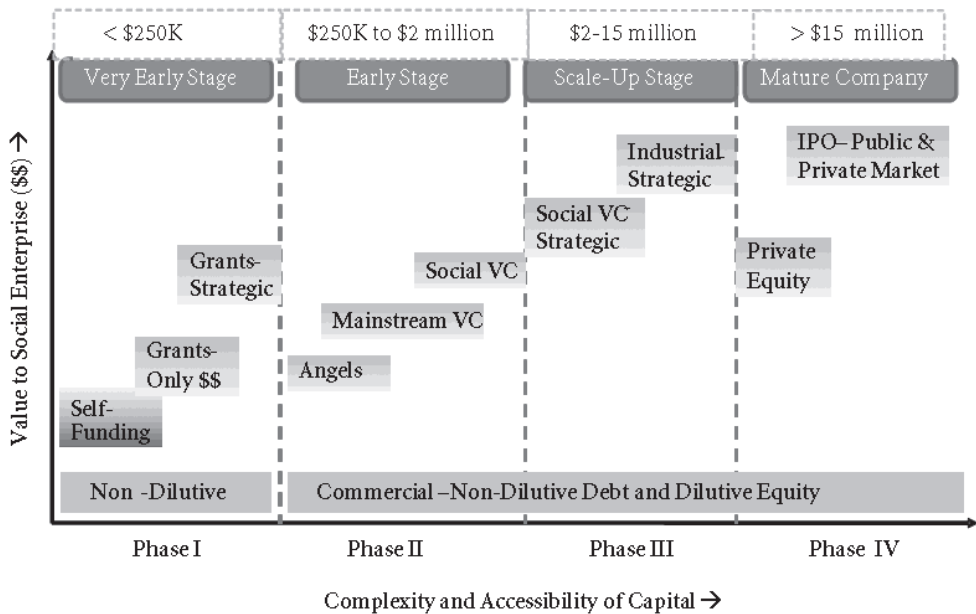 < $250K
$250K to $2 million
$2-15 million
> $15 million
Very Early Stage
Early Stage
Scale-Up Stage
Mature Company
Value to Social Enterprise ($$) →
Self-
Funding
Grants-
Only $$
Grants-
Strategic
Angels
Mainstream VC
Social VC
Social VC-
Strategic
Industrial-
Strategic
Private
Equity
IPO– Public &
Private Market
Non -Dilutive
Commercial –Non-Dilutive Debt and Dilutive Equity
Phase I
Phase II
Phase III
Phase IV
Complexity and Accessibility of Capital →